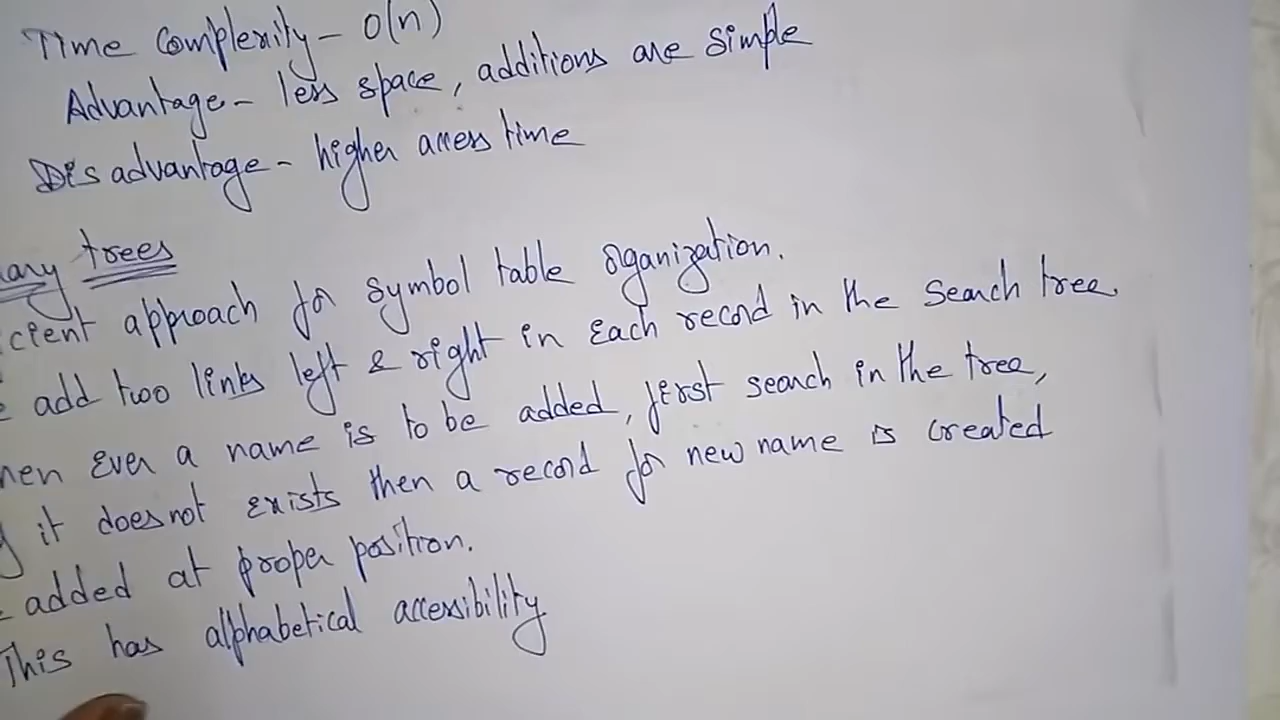 Time Complexity - O(n)
Advantage - less space, additions are simple
Disadvantage - higher access time
trees
approach for symbol table organization.
add two links left & right in Each record in the Search tree.
Ever a name is to be added, first search in the tree,
it does not exists then a record for new name is created
added at proper position.
This has alphabetical accessibility